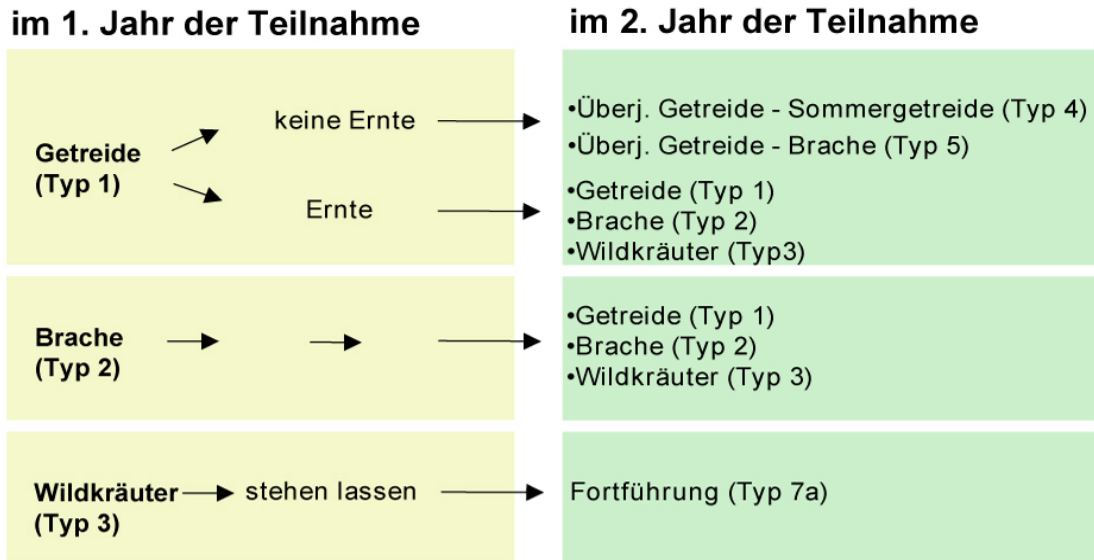 im 1. Jahr der Teilnahme
im 2. Jahr der Teilnahme
Getreide
(Typ 1)
keine Ernte
•Überj. Getreide - Sommergetreide (Typ 4)
•Überj. Getreide - Brache (Typ 5)
Ernte
•Getreide (Typ 1)
•Brache (Typ 2)
•Wildkräuter (Typ3)
Brache
(Typ 2)
•Getreide (Typ 1)
•Brache (Typ 2)
•Wildkräuter (Typ 3)
Wildkräuter
(Typ 3)
stehen lassen
Fortführung (Typ 7a)